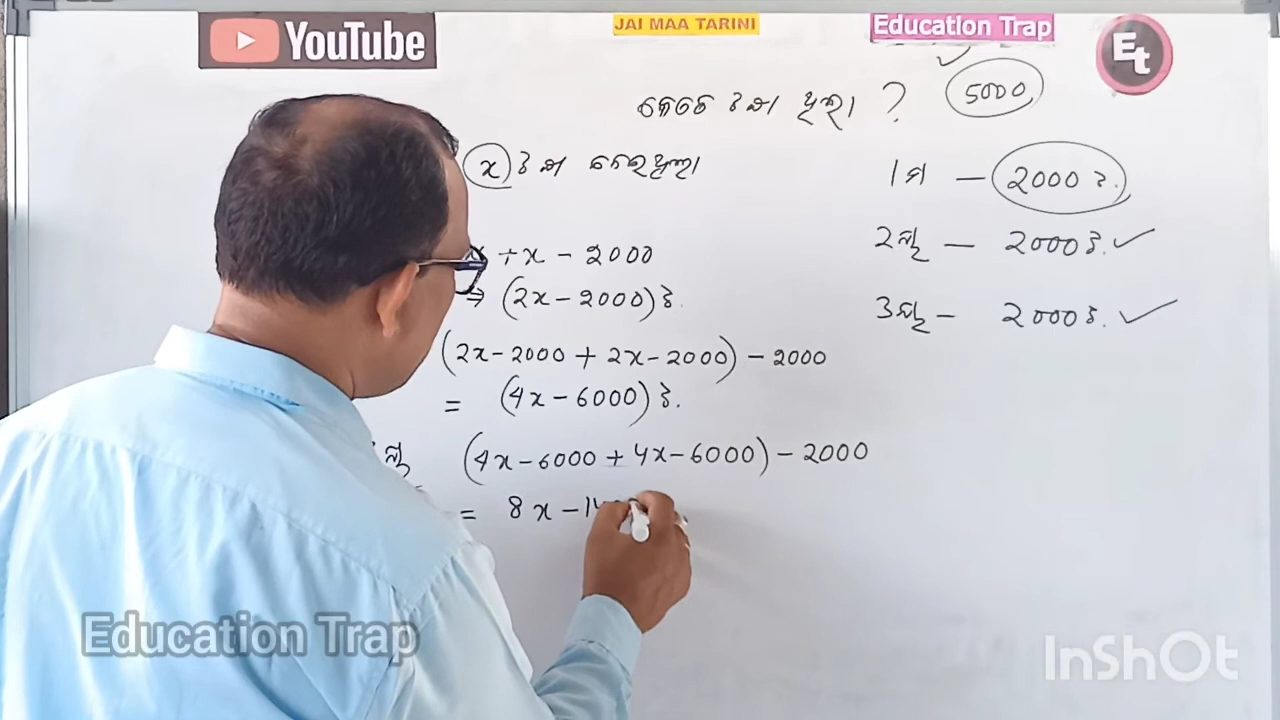 YouTube
JAI MAA TARINI
Education Trap
Et
କେତେ ଟଙ୍କା ଥିଲା ? 5000
x ଟଙ୍କା ନେଇଥିଲା
1ମ — 2000 ଟ.
+ x - 2000
2ୟ — 2000 ଟ. ✓
⇒ (2x - 2000) ଟ.
3ୟ - 2000 ଟ. ✓
(2x - 2000 + 2x - 2000) - 2000
= (4x - 6000) ଟ.
(4x - 6000 + 4x - 6000) - 2000
= 8x - 14
Education Trap
InShOt